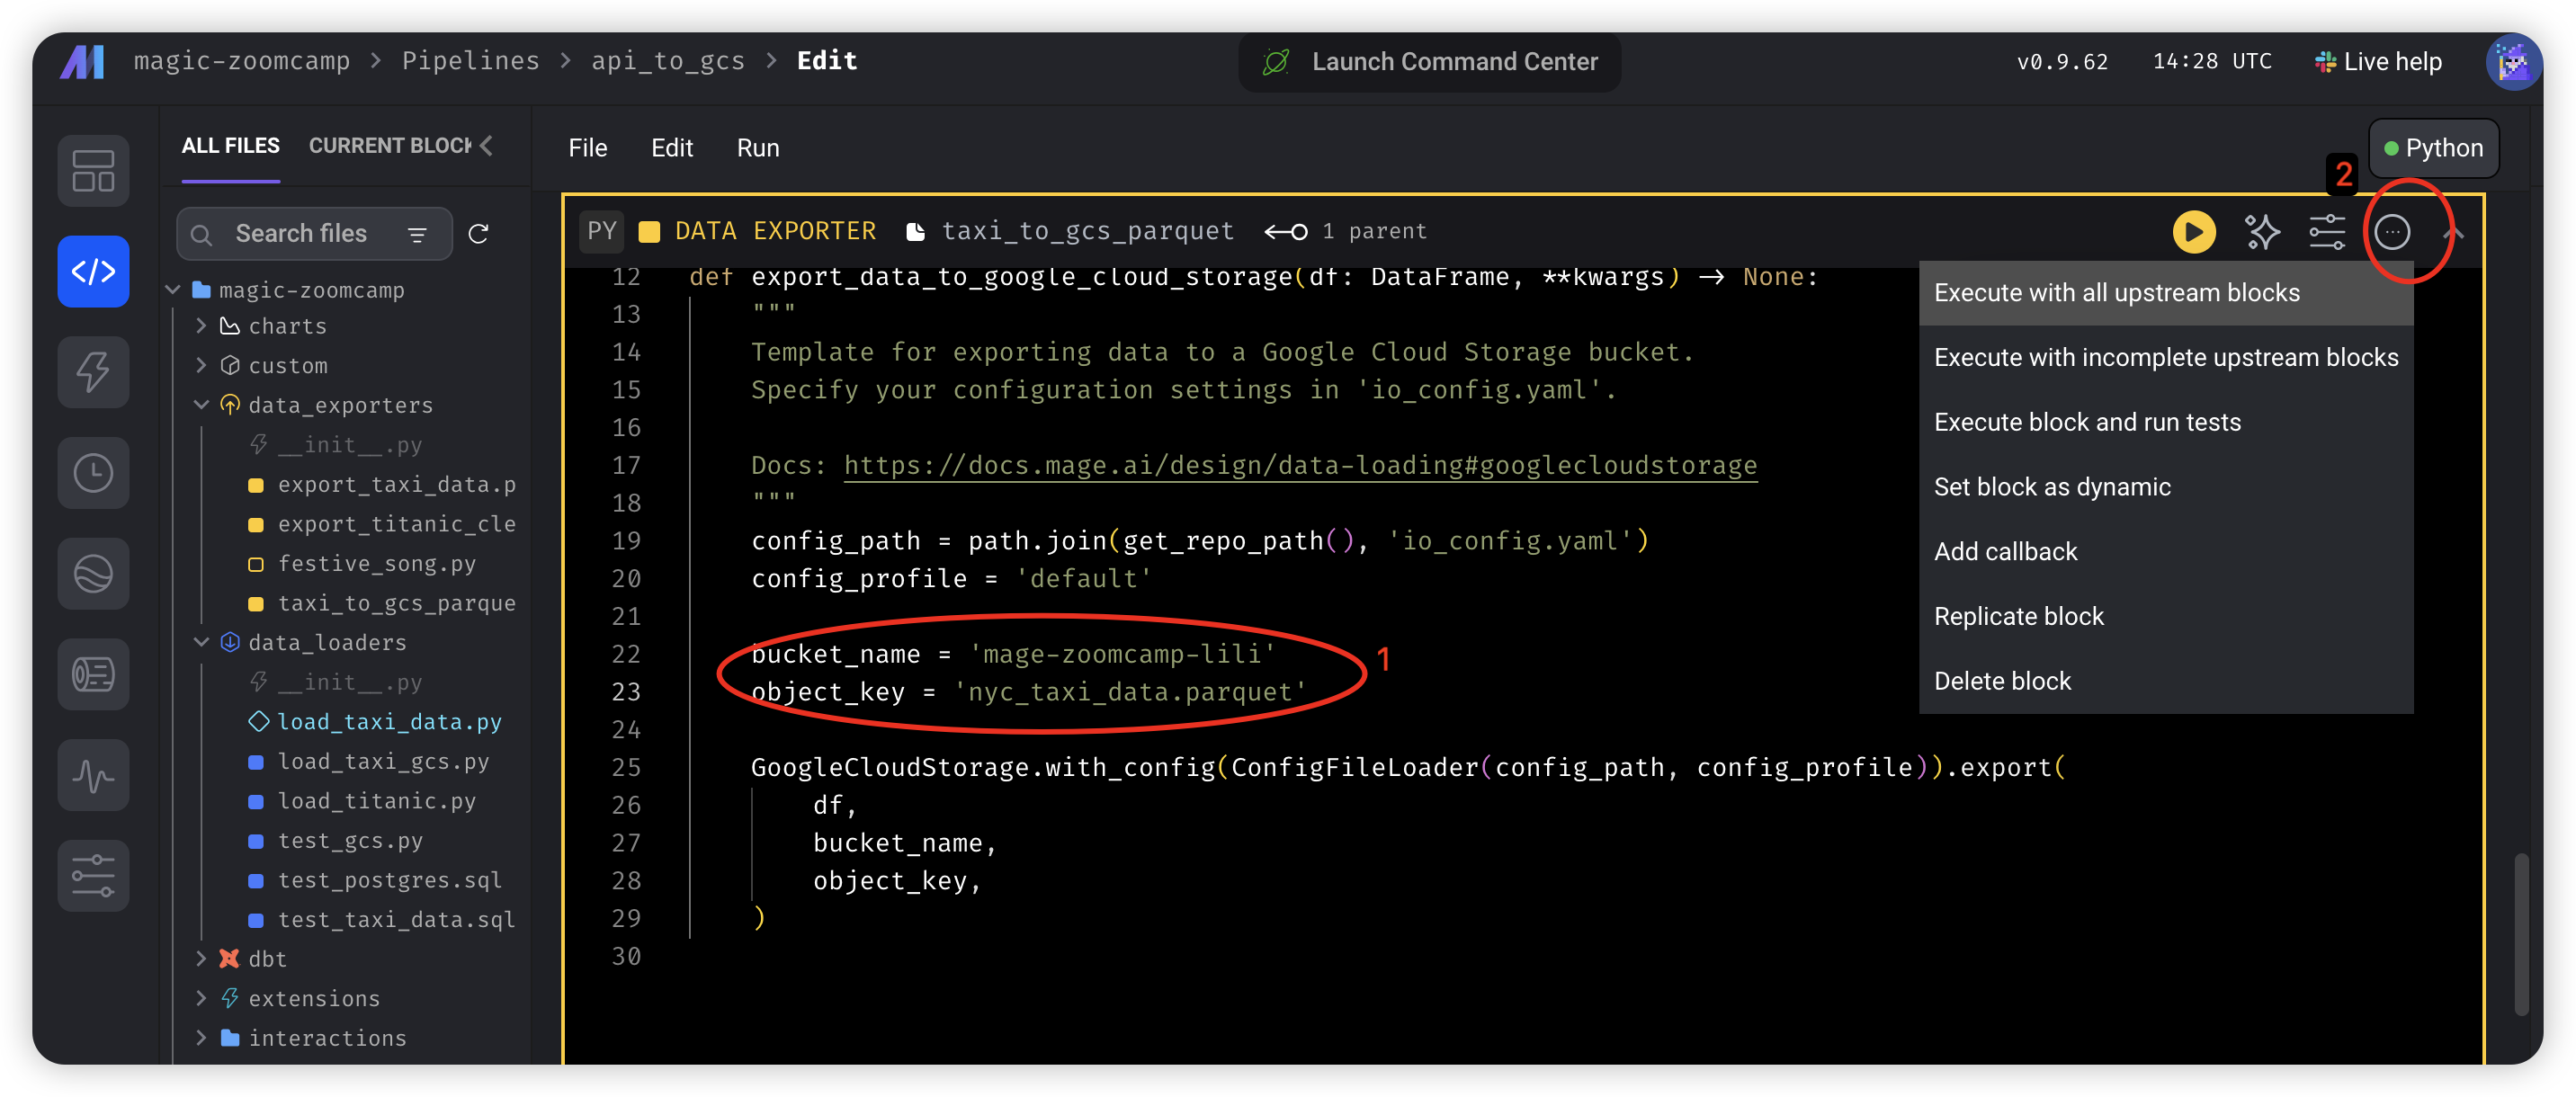 magic-zoomcamp > Pipelines > api_to_gcs > Edit
Launch Command Center
v0.9.62
14:28 UTC
Live help
ALL FILES
CURRENT BLOCK
File
Edit
Run
2
Python
Search files
PY
DATA EXPORTER
taxi_to_gcs_parquet
1 parent
magic-zoomcamp
charts
custom
data_exporters
__init__.py
export_taxi_data.p
export_titanic_cle
festive_song.py
taxi_to_gcs_parque
data_loaders
__init__.py
load_taxi_data.py
load_taxi_gcs.py
load_titanic.py
test_gcs.py
test_postgres.sql
test_taxi_data.sql
dbt
extensions
interactions
12 def export_data_to_google_cloud_storage(df: DataFrame, **kwargs) -> None:
13 """
14 Template for exporting data to a Google Cloud Storage bucket.
15 Specify your configuration settings in 'io_config.yaml'.
16
17 Docs: https://docs.mage.ai/design/data-loading#googlecloudstorage
18 """
19 config_path = path.join(get_repo_path(), 'io_config.yaml')
20 config_profile = 'default'
21
22 bucket_name = 'mage-zoomcamp-lili'
23 object_key = 'nyc_taxi_data.parquet'
1
24
25 GoogleCloudStorage.with_config(ConfigFileLoader(config_path, config_profile)).export(
26 df,
27 bucket_name,
28 object_key,
29 )
30
Execute with all upstream blocks
Execute with incomplete upstream blocks
Execute block and run tests
Set block as dynamic
Add callback
Replicate block
Delete block